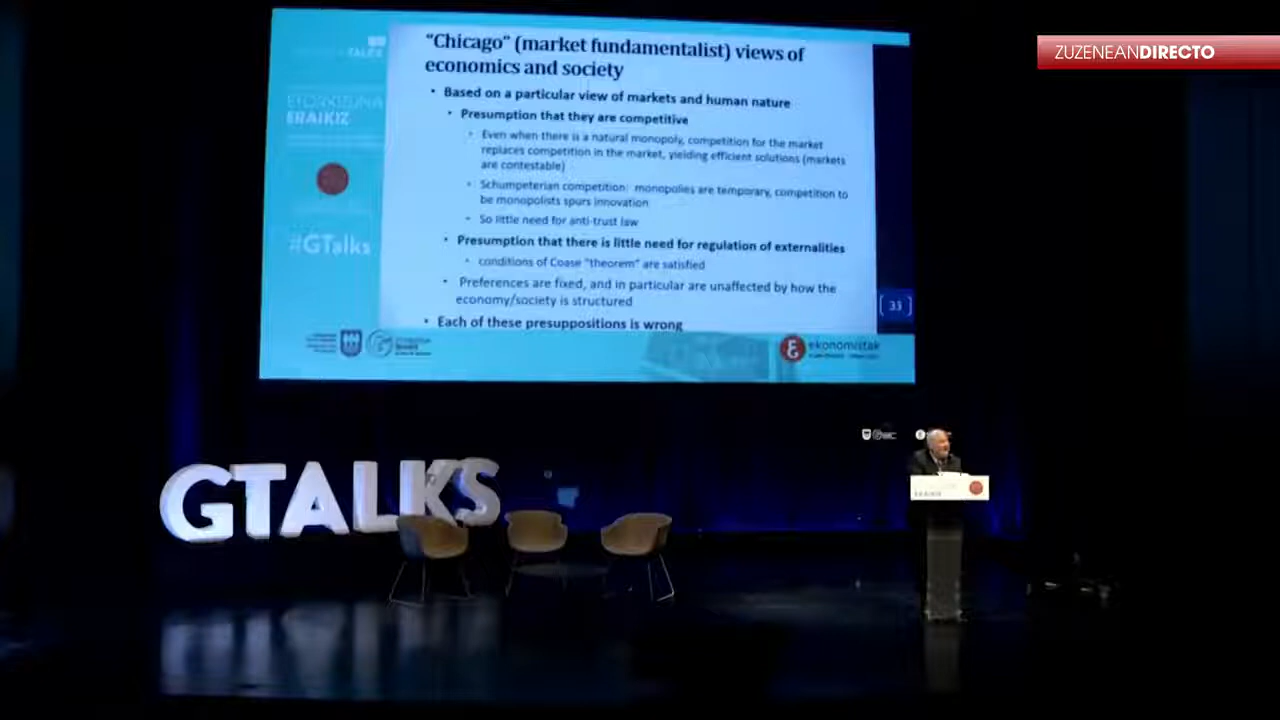 ZUZENEANDIRECTO
“Chicago” (market fundamentalist) views of
economics and society
• Based on a particular view of markets and human nature
• Presumption that they are competitive
• Even when there is a natural monopoly, competition for the market
replaces competition in the market, yielding efficient solutions (markets
are contestable)
• Schumpeterian competition: monopolies are temporary, competition to
be monopolists spurs innovation
• So little need for anti-trust law
• Presumption that there is little need for regulation of externalities
• conditions of Coase "theorem" are satisfied
• Preferences are fixed, and in particular are unaffected by how the
economy/society is structured
• Each of these presuppositions is wrong
ETORKIZUNA
ERAIKIZ
#GTalks
33
ekonomistak
GTALKS
ERAIKIZ